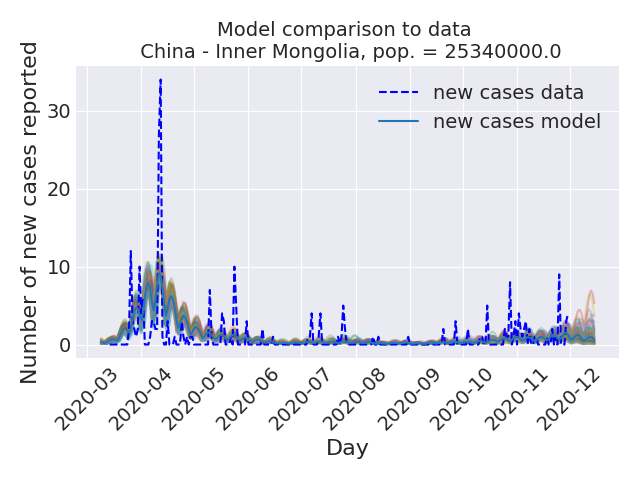 Model comparison to data
China - Inner Mongolia, pop. = 25340000.0
Number of new cases reported
30
20
10
0
new cases data
new cases model
2020-03
2020-04
2020-05
2020-06
2020-07
2020-08
2020-09
2020-10
2020-11
2020-12
Day